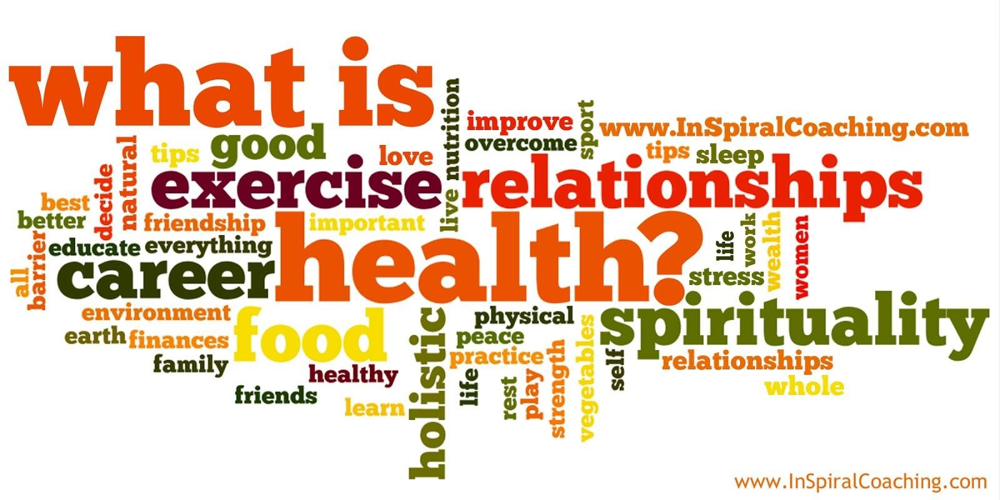 what is
nutrition
improve
sport
www.InSpiralCoaching.com
overcome
natural
tips
good
love
tips
sleep
decide
exercise
live
relationships
best
better
friendship
important
barrier
educate
everything
health?
life
work
wealth
women
all
career
stress
environment
food
holistic
physical
vegetables
spirituality
earth
finances
peace
strength
self
family
healthy
practice
relationships
life
rest
play
whole
friends
learn
www.InSpiralCoaching.com